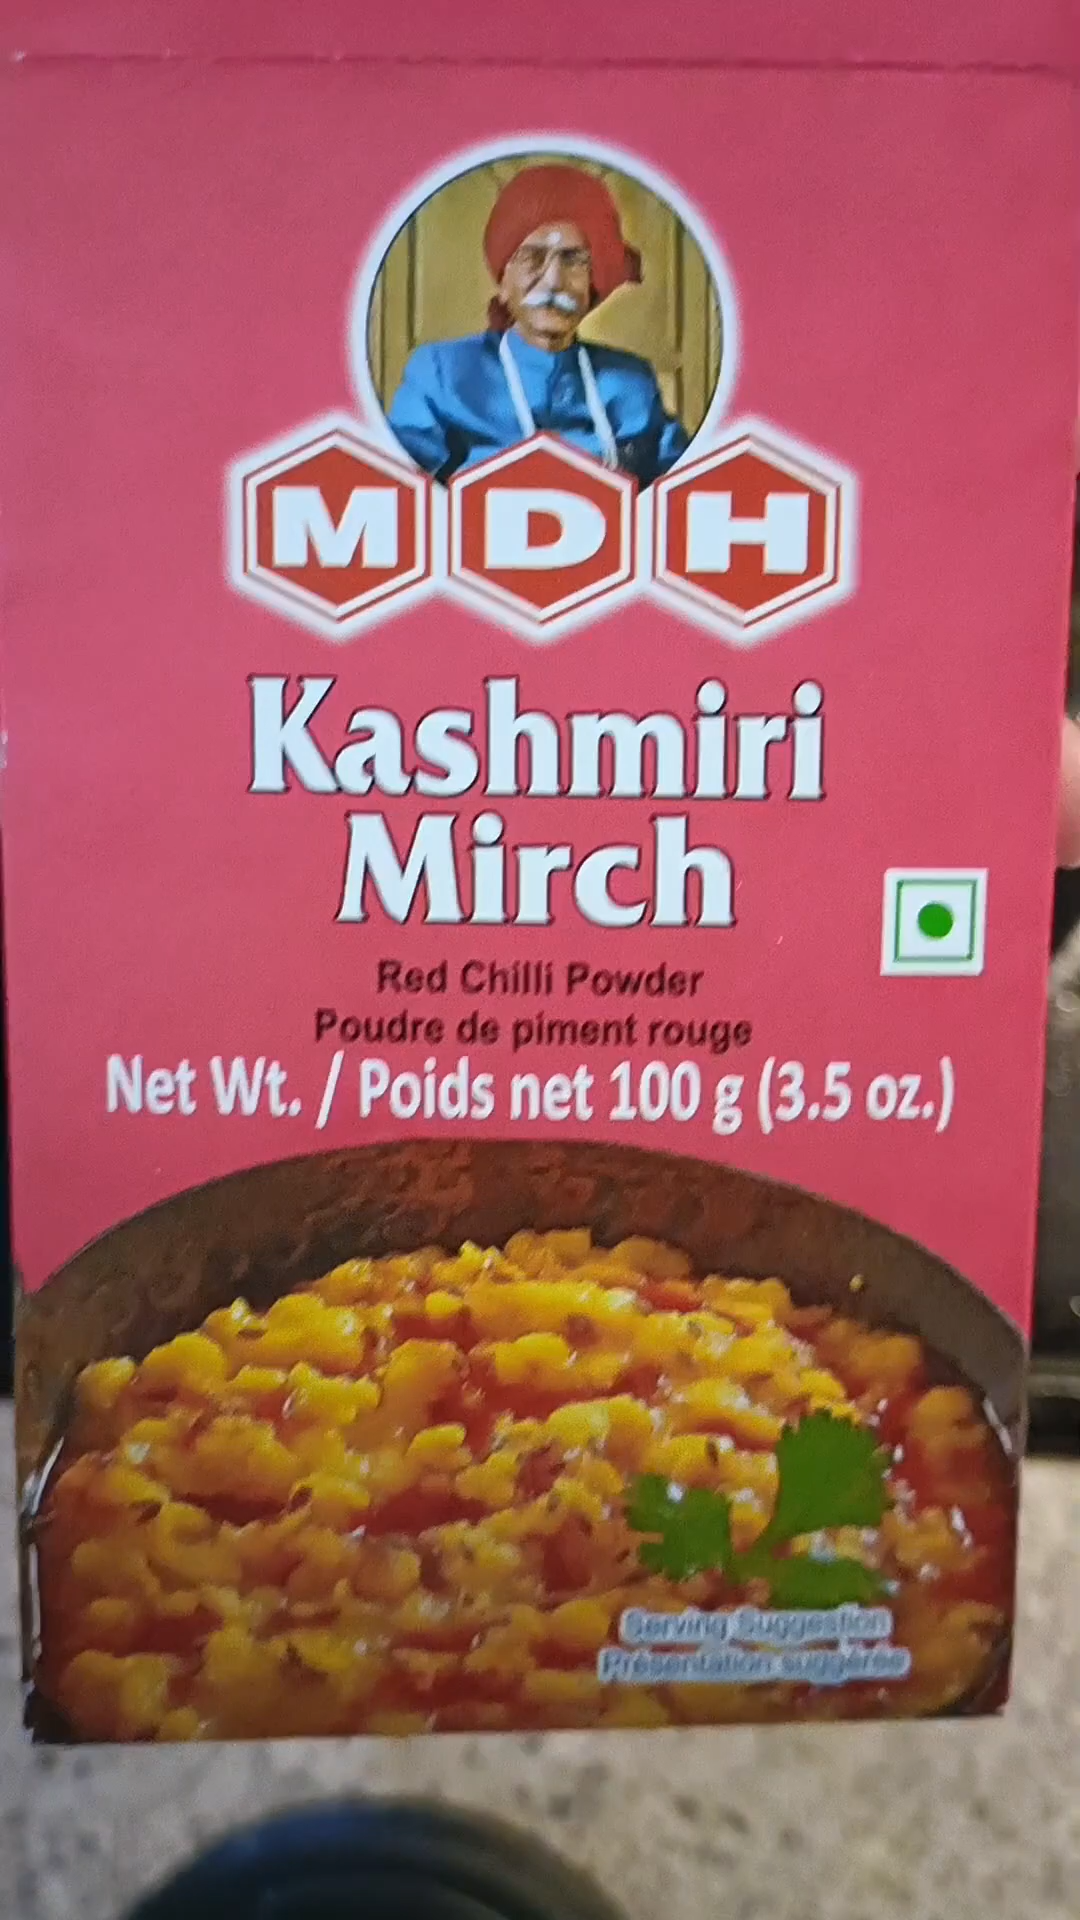 MDH
Kashmiri
Mirch
Red Chilli Powder
Poudre de piment rouge
Net Wt. / Poids net 100 g (3.5 oz.)
Serving Suggestion
Présentation suggérée